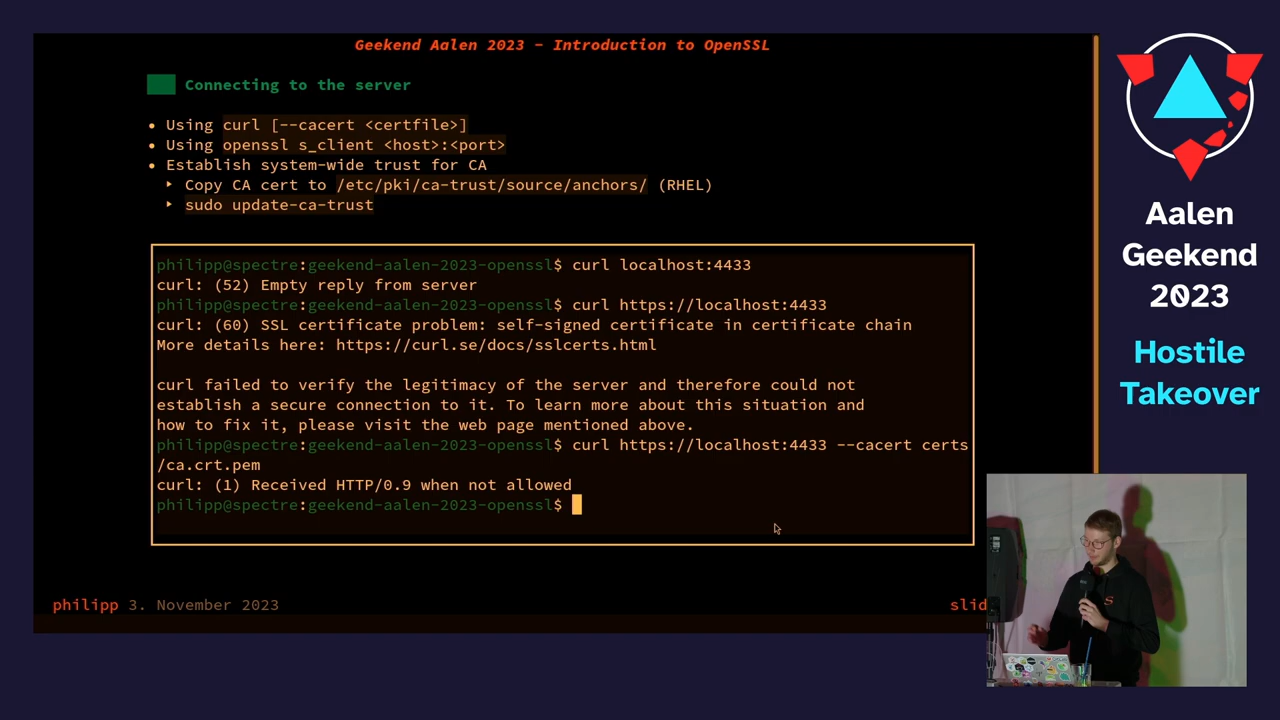 Geekend Aalen 2023 - Introduction to OpenSSL
Connecting to the server
• Using curl [--cacert <certfile>]
• Using openssl s_client <host>:<port>
• Establish system-wide trust for CA
‣ Copy CA cert to /etc/pki/ca-trust/source/anchors/ (RHEL)
‣ sudo update-ca-trust
philipp@spectre:geekend-aalen-2023-openssl$ curl localhost:4433
curl: (52) Empty reply from server
philipp@spectre:geekend-aalen-2023-openssl$ curl https://localhost:4433
curl: (60) SSL certificate problem: self-signed certificate in certificate chain
More details here: https://curl.se/docs/sslcerts.html
curl failed to verify the legitimacy of the server and therefore could not
establish a secure connection to it. To learn more about this situation and
how to fix it, please visit the web page mentioned above.
philipp@spectre:geekend-aalen-2023-openssl$ curl https://localhost:4433 --cacert certs
/ca.crt.pem
curl: (1) Received HTTP/0.9 when not allowed
philipp@spectre:geekend-aalen-2023-openssl$
philipp 3. November 2023
slid
Aalen
Geekend
2023
Hostile
Takeover